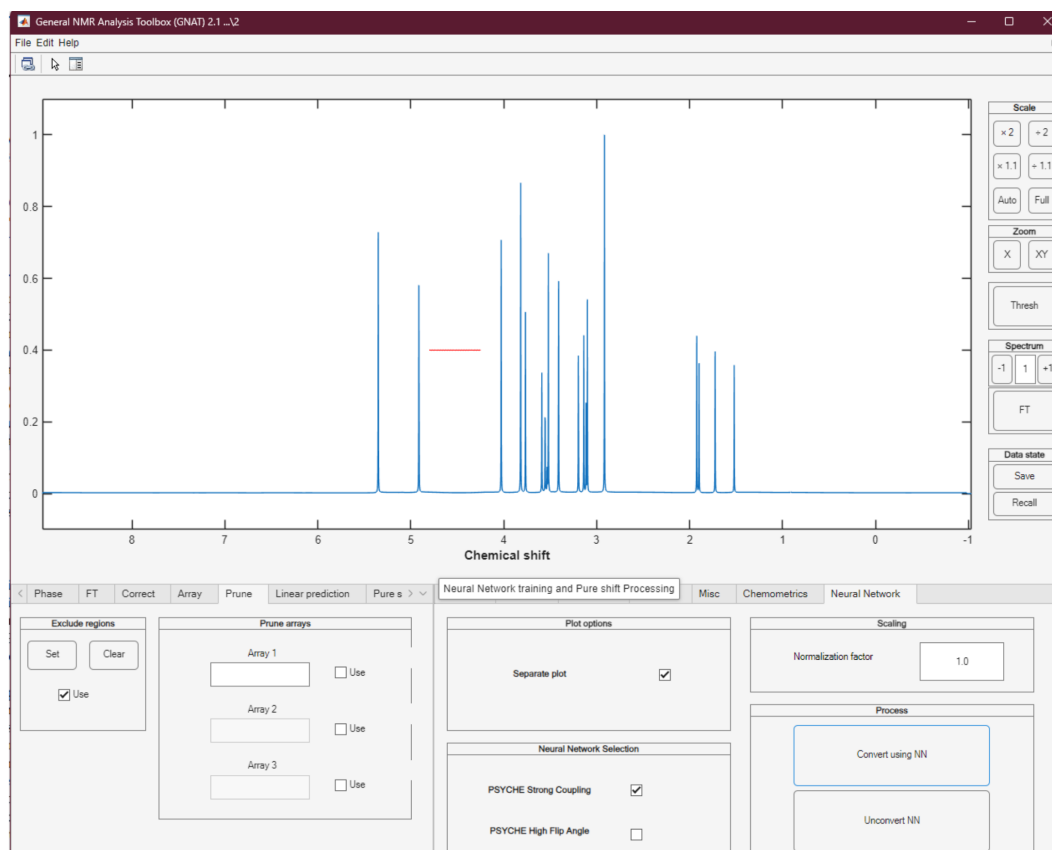 General NMR Analysis Toolbox (GNAT) 2.1 ...\2
File Edit Help
1
0.8
0.6
0.4
0.2
0
8 7 6 5 4 3 2 1 0 -1
Chemical shift
Scale
× 2 ÷ 2
× 1.1 ÷ 1.1
Auto Full
Zoom
X XY
Thresh
Spectrum
-1 1 +1
FT
Data state
Save
Recall
Phase FT Correct Array Prune Linear prediction Pure s
Exclude regions
Set Clear
Use
Prune arrays
Array 1
Use
Array 2
Use
Array 3
Use
Neural Network training and Pure shift Processing
Misc Chemometrics Neural Network
Plot options
Separate plot
Neural Network Selection
PSYCHE Strong Coupling
PSYCHE High Flip Angle
Scaling
Normalization factor 1.0
Process
Convert using NN
Unconvert NN